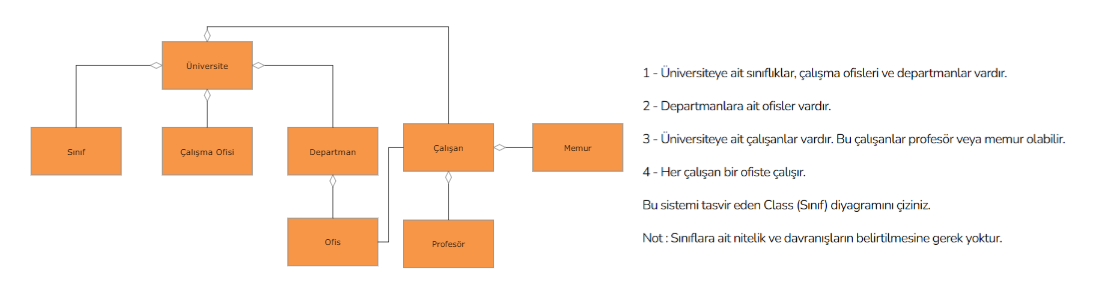 Üniversite
Sınıf
Çalışma Ofisi
Departman
Çalışan
Memur
Ofis
Profesör
1 - Üniversiteye ait sınıflıklar, çalışma ofisleri ve departmanlar vardır.
2 - Departmanlara ait ofisler vardır.
3 - Üniversiteye ait çalışanlar vardır. Bu çalışanlar profesör veya memur olabilir.
4 - Her çalışan bir ofiste çalışır.
Bu sistemi tasvir eden Class (Sınıf) diyagramını çiziniz.
Not : Sınıflara ait nitelik ve davranışların belirtilmesine gerek yoktur.